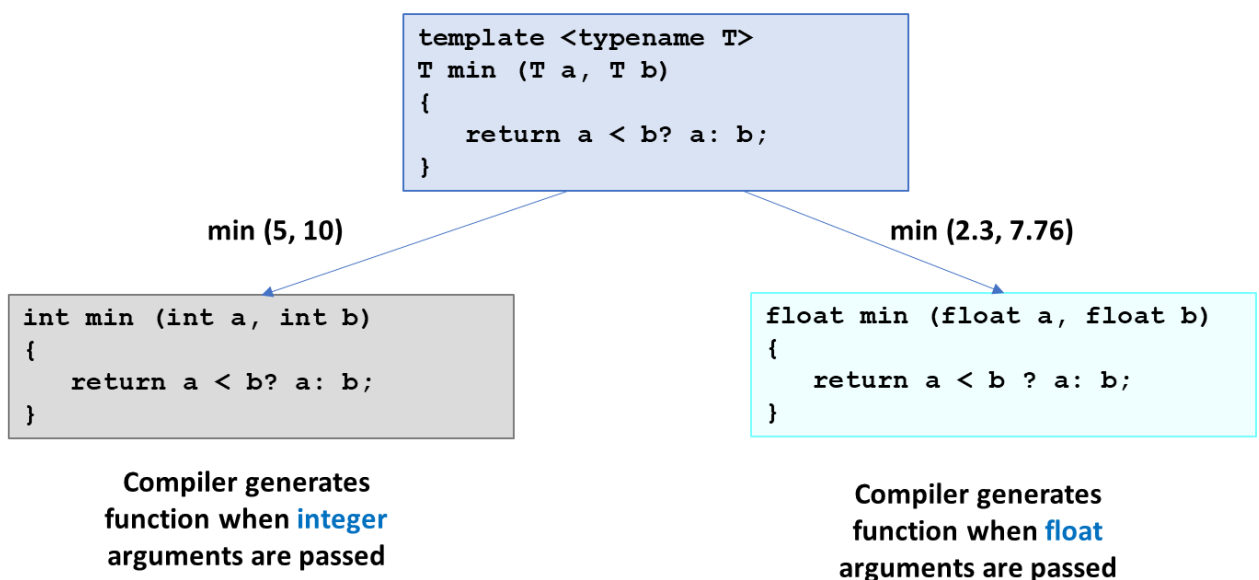 template <typename T>
T min (T a, T b)
{
   return a < b? a: b;
}
min (5, 10)
min (2.3, 7.76)
int min (int a, int b)
{
   return a < b? a: b;
}
float min (float a, float b)
{
   return a < b ? a: b;
}
Compiler generates
function when integer
arguments are passed
Compiler generates
function when float
arguments are passed